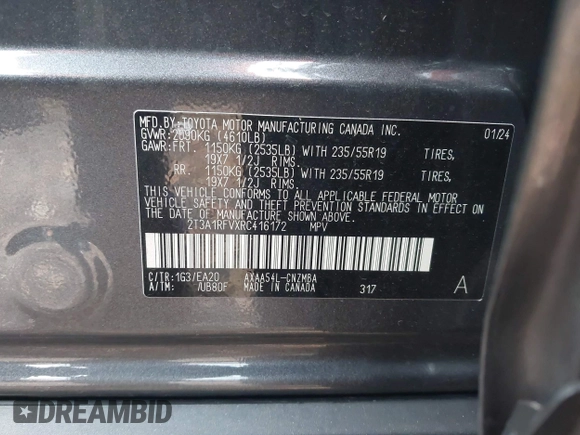 MFD.BY:TOYOTA MOTOR MANUFACTURING CANADA INC. 01/24
GVWR:2090KG (4610LB)
GAWR:FRT. 1150KG (2535LB) WITH 235/55R19 TIRES,
19X7 1/2J RIMS.
RR. 1150KG (2535LB) WITH 235/55R19 TIRES,
19X7 1/2J RIMS.
THIS VEHICLE CONFORMS TO ALL APPLICABLE FEDERAL MOTOR
VEHICLE SAFETY AND THEFT PREVENTION STANDARDS IN EFFECT ON
THE DATE OF MANUFACTURE SHOWN ABOVE.
2T3A1RFVXRC416172 MPV
C/TR:1G3/EA20 AXAA54L-CNZMBA
A/TM: /UB80F MADE IN CANADA 317 A
DREAMBID